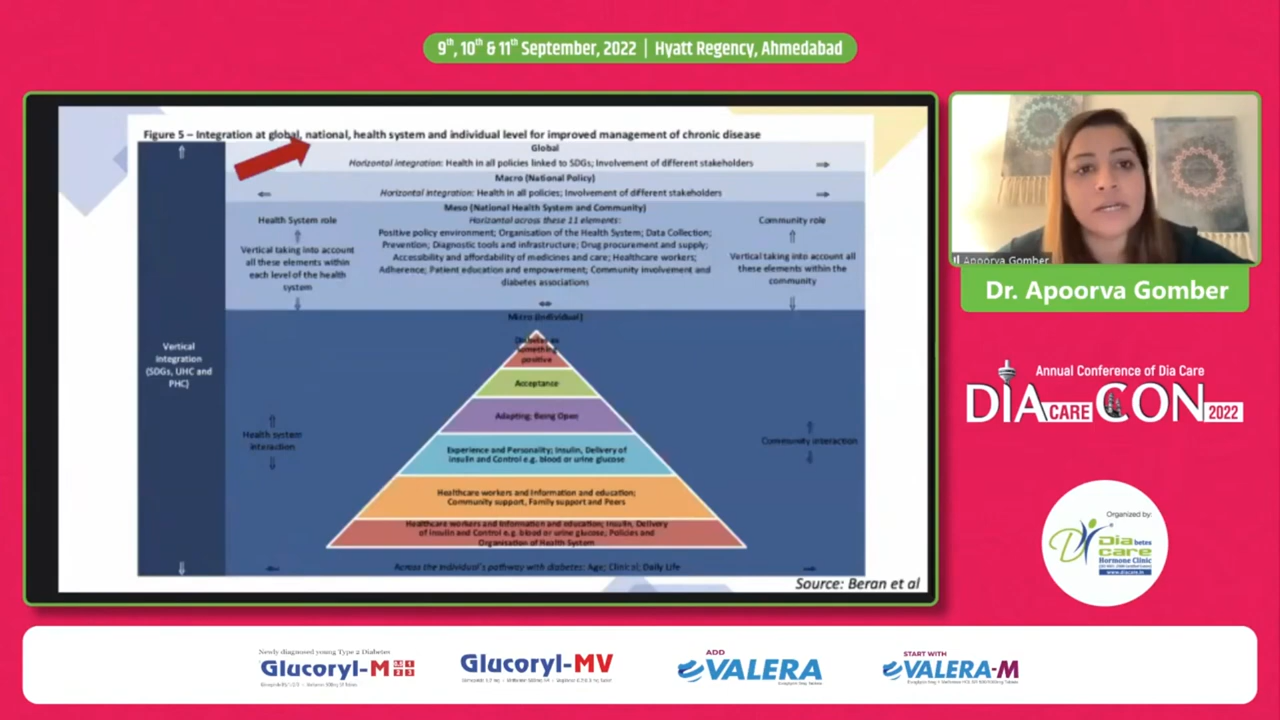 9th, 10th & 11th September, 2022 | Hyatt Regency, Ahmedabad
Figure 5 – Integration at global, national, health system and individual level for improved management of chronic disease
Global
Horizontal integration: Health in all policies linked to SDGs; Involvement of different stakeholders
Macro (National Policy)
Horizontal integration: Health in all policies; Involvement of different stakeholders
Meso (National Health System and Community)
Horizontal across these 11 elements:
Positive policy environment; Organisation of the Health System; Data Collection;
Prevention; Diagnostic tools and infrastructure; Drug procurement and supply;
Accessibility and affordability of medicines and care; Healthcare workers;
Adherence; Patient education and empowerment; Community involvement and
diabetes associations
Health System role
Vertical taking into account
all these elements within
each level of the health
system
Community role
Vertical taking into account all
these elements within the
community
Vertical
integration
(SDGs, UHC and
PHC)
Micro (Individual)
Diabetes as
something
positive
Acceptance
Adapting; Being Open
Experience and Personality; Insulin, Delivery of
insulin and Control e.g. blood or urine glucose
Healthcare workers and Information and education;
Community support, Family support and Peers
Healthcare workers and Information and education; Insulin, Delivery
of insulin and Control e.g. blood or urine glucose; Policies and
Organisation of Health System
Health system
interaction
Community interaction
Across the individual's pathway with diabetes: Age; Clinical; Daily Life
Source: Beran et al
Apoorva Gomber
Dr. Apoorva Gomber
Annual Conference of Dia Care
DIA CARE CON 2022
Organized by:
Diabetes
care
Hormone Clinic
www.diacare.in
Newly diagnosed young Type 2 Diabetes
Glucoryl-M
Glucoryl-MV
ADD
VALERA
START WITH
VALERA-M